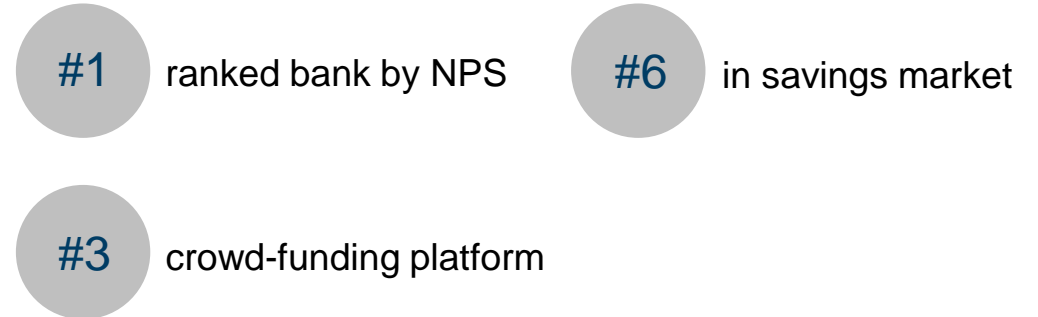 #1 ranked bank by NPS
#6 in savings market
#3 crowd-funding platform